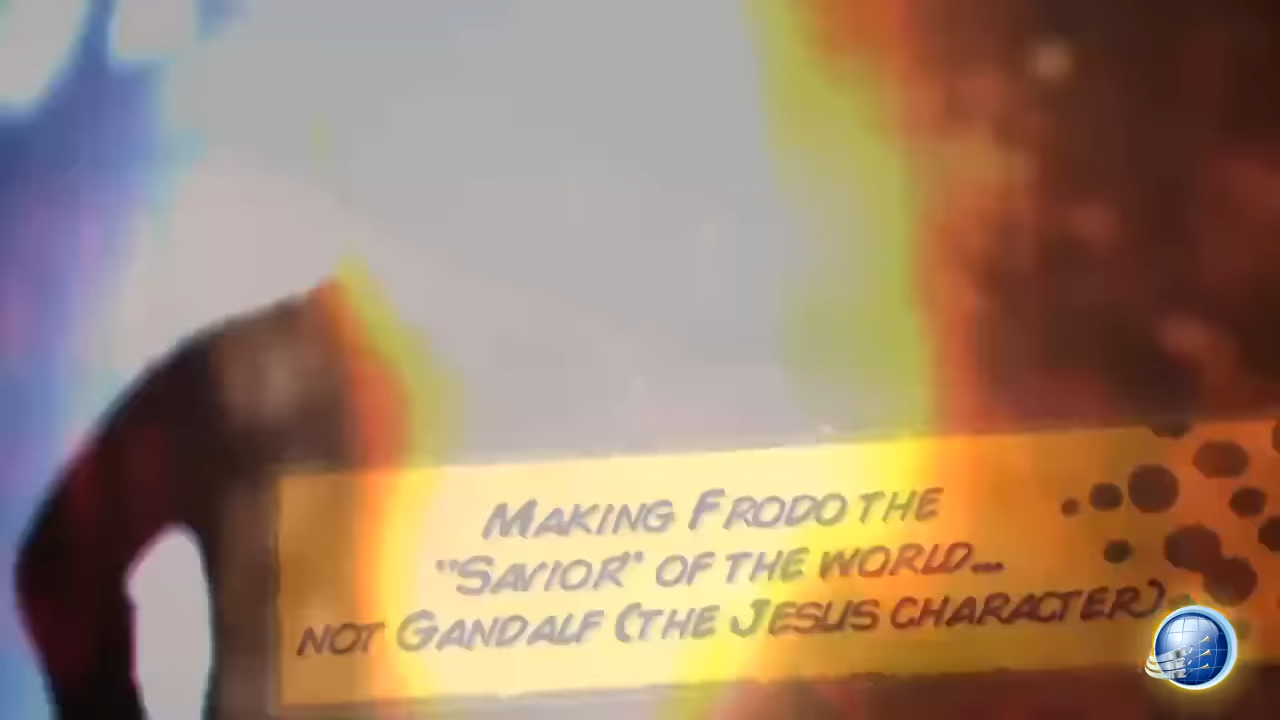 MAKING FRODO THE
"SAVIOR" OF THE WORLD...
NOT GANDALF (THE JESUS CHARACTER)